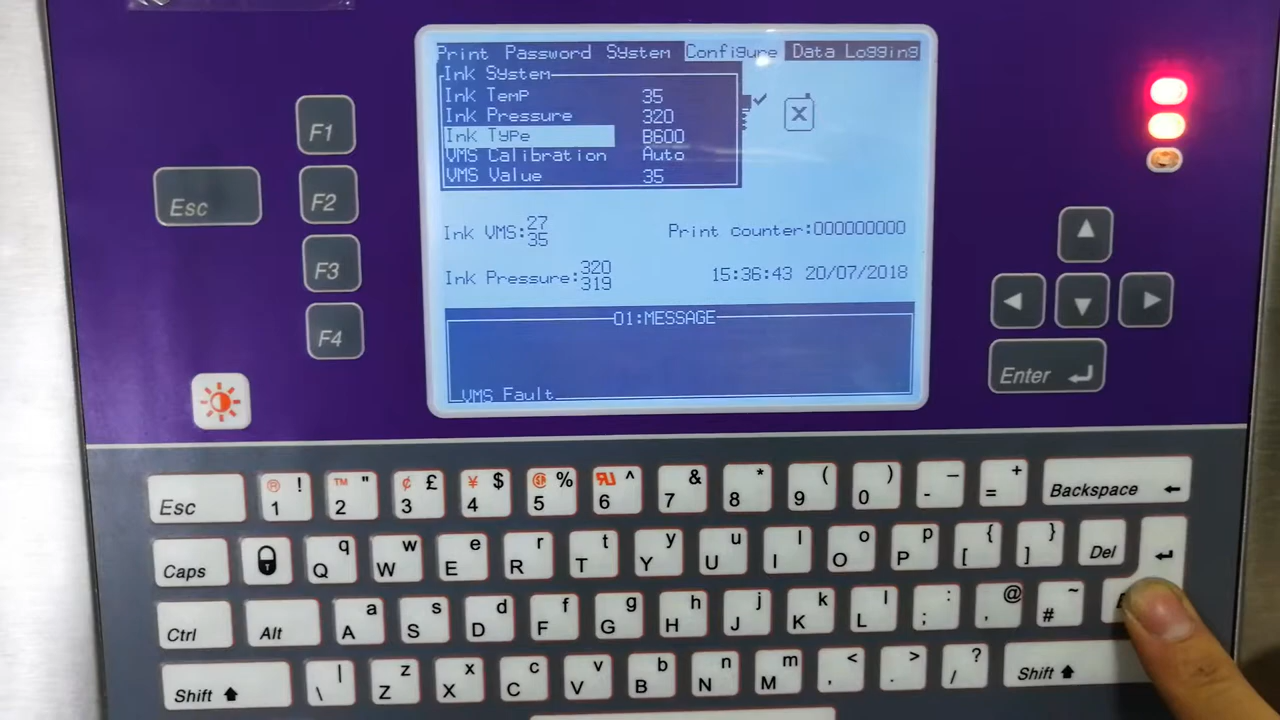 Print Password System Configure Data Logging
Ink System
Ink Temp 35
Ink Pressure 320
Ink Type B600
VMS Calibration Auto
VMS Value 35
Ink VMS: 27
35
Print counter:000000000
Ink Pressure: 320
319
15:36:43 20/07/2018
01:MESSAGE
VMS Fault
F1
F2
F3
F4
Esc
Enter
Esc
® ! 1
™ " 2
¢ £ 3
¥ $ 4
% 5
^ 6
& 7
* 8
( 9
) 0
_ -
+ =
Backspace
Caps
q Q
w W
e E
r R
t T
y Y
u U
I I
o O
p P
{ [
} ]
Del
Ctrl
Alt
a A
s S
d D
f F
g G
h H
j J
k K
l L
: ;
@ '
~ #
Shift
| \
z Z
x X
c C
v V
b B
n N
m M
< ,
> .
? /
Shift